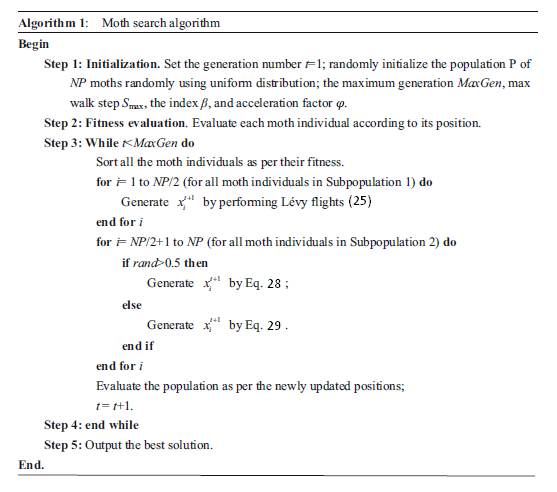 Algorithm 1: Moth search algorithm
Begin
Step 1: Initialization. Set the generation number t=1; randomly initialize the population P of
NP moths randomly using uniform distribution; the maximum generation MaxGen, max
walk step Smax, the index β, and acceleration factor φ.
Step 2: Fitness evaluation. Evaluate each moth individual according to its position.
Step 3: While t<MaxGen do
Sort all the moth individuals as per their fitness.
for i= 1 to NP/2 (for all moth individuals in Subpopulation 1) do
Generate x_i^{t+1} by performing Lévy flights (25)
end for i
for i= NP/2+1 to NP (for all moth individuals in Subpopulation 2) do
if rand>0.5 then
Generate x_i^{t+1} by Eq. 28 ;
else
Generate x_i^{t+1} by Eq. 29 .
end if
end for i
Evaluate the population as per the newly updated positions;
t= t+1.
Step 4: end while
Step 5: Output the best solution.
End.